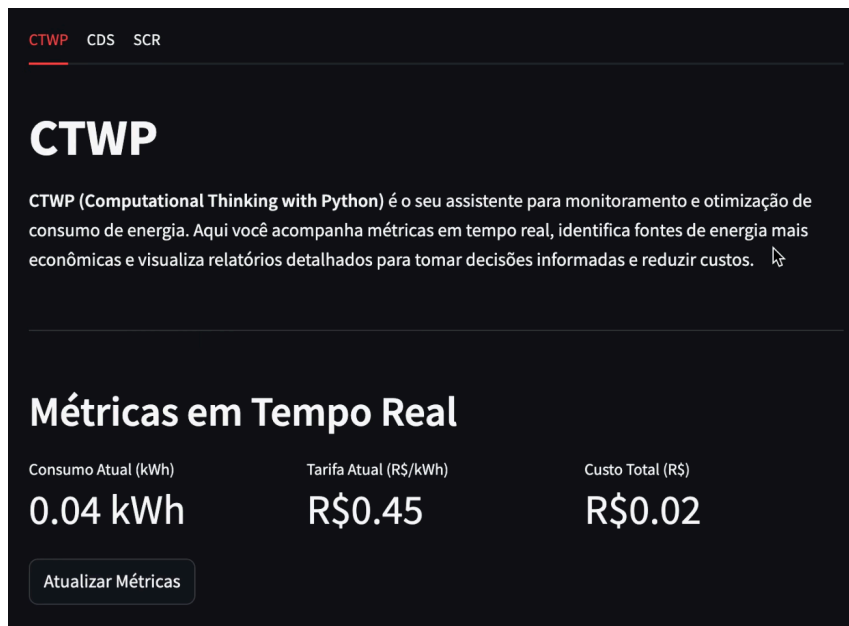 CTWP CDS SCR
CTWP
CTWP (Computational Thinking with Python) é o seu assistente para monitoramento e otimização de
consumo de energia. Aqui você acompanha métricas em tempo real, identifica fontes de energia mais
econômicas e visualiza relatórios detalhados para tomar decisões informadas e reduzir custos.
Métricas em Tempo Real
Consumo Atual (kWh) Tarifa Atual (R$/kWh) Custo Total (R$)
0.04 kWh R$0.45 R$0.02
Atualizar Métricas